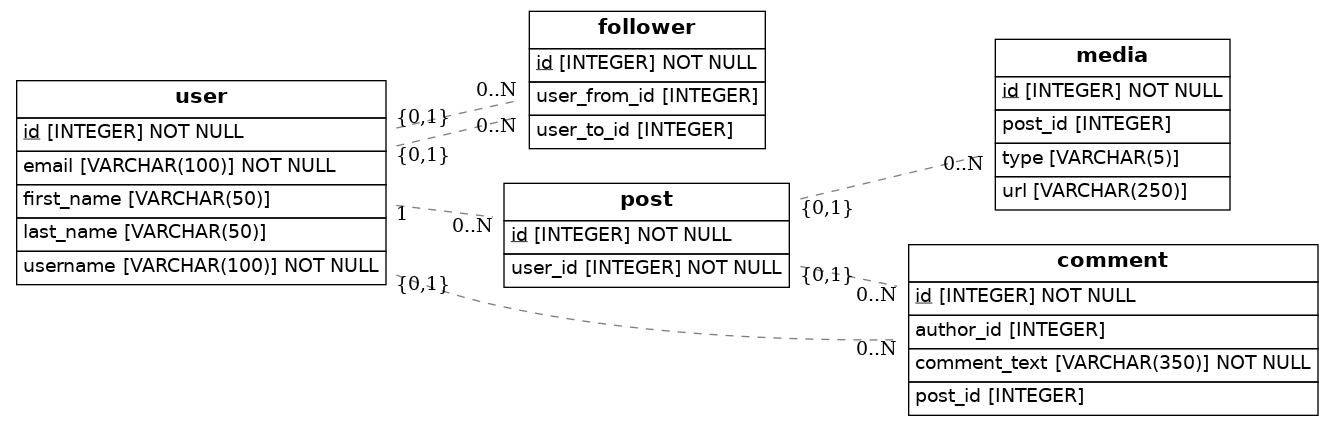 follower
id [INTEGER] NOT NULL
user_from_id [INTEGER]
user_to_id [INTEGER]
media
id [INTEGER] NOT NULL
post_id [INTEGER]
type [VARCHAR(5)]
url [VARCHAR(250)]
user
id [INTEGER] NOT NULL
email [VARCHAR(100)] NOT NULL
first_name [VARCHAR(50)]
last_name [VARCHAR(50)]
username [VARCHAR(100)] NOT NULL
0..N
{0,1}
0..N
{0,1}
0..N
{0,1}
1
0..N
post
id [INTEGER] NOT NULL
user_id [INTEGER] NOT NULL
{0,1}
0..N
{0,1}
0..N
comment
id [INTEGER] NOT NULL
author_id [INTEGER]
comment_text [VARCHAR(350)] NOT NULL
post_id [INTEGER]